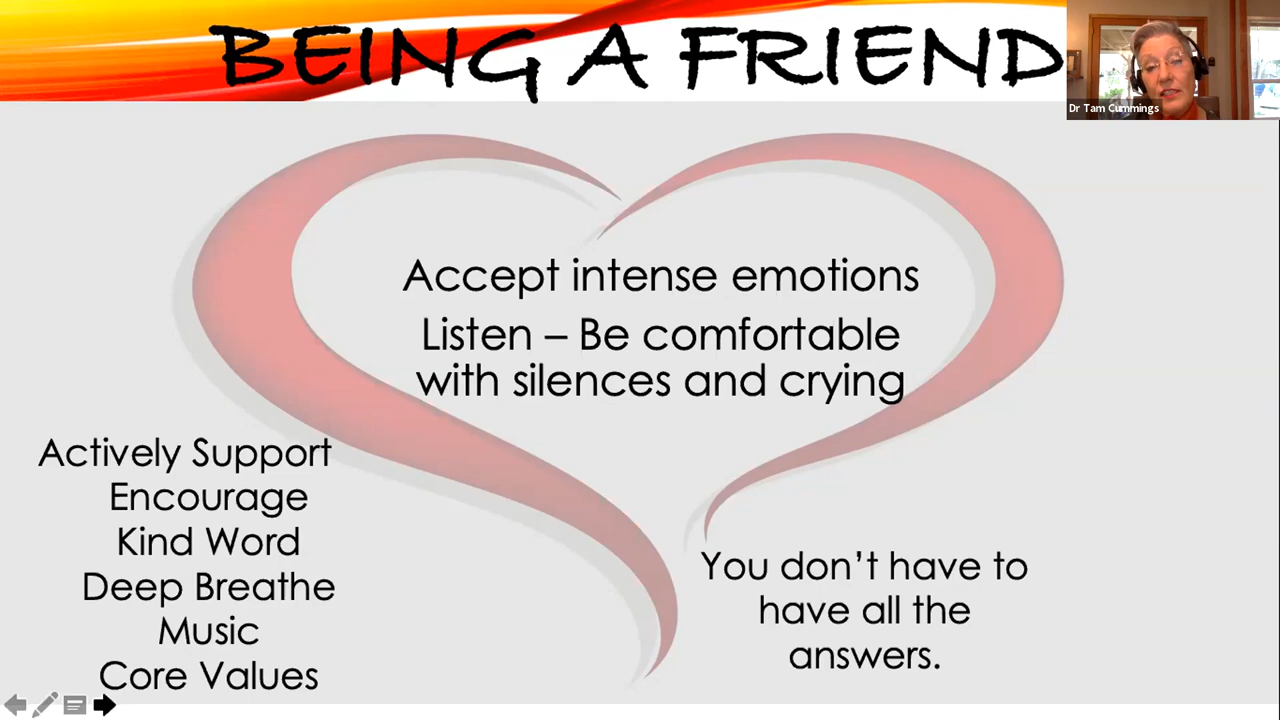 BEING A FRIEND
Dr Tam Cummings
Accept intense emotions
Listen – Be comfortable
with silences and crying
Actively Support
Encourage
Kind Word
Deep Breathe
Music
Core Values
You don’t have to
have all the
answers.